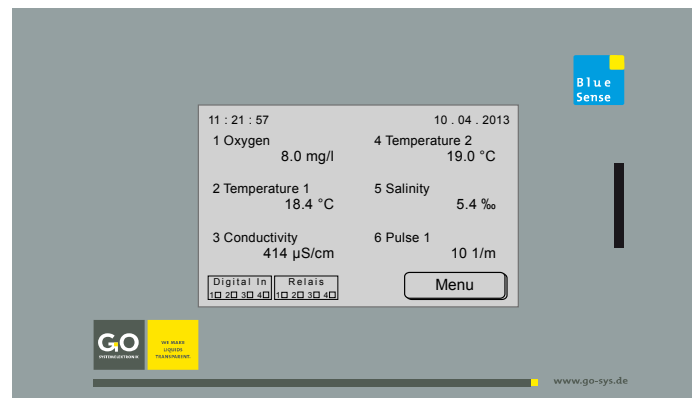 Blue
Sense
11 : 21 : 57 10 . 04 . 2013
1 Oxygen 4 Temperature 2
8.0 mg/l 19.0 °C
2 Temperature 1 5 Salinity
18.4 °C 5.4 ‰
3 Conductivity 6 Pulse 1
414 µS/cm 10 1/m
Digital In Relais Menu
1☐ 2☐ 3☐ 4☐ 1☐ 2☐ 3☐ 4☐
GO
SYSTEMELEKTRONIK
WE MAKE
LIQUIDS
TRANSPARENT.
www.go-sys.de